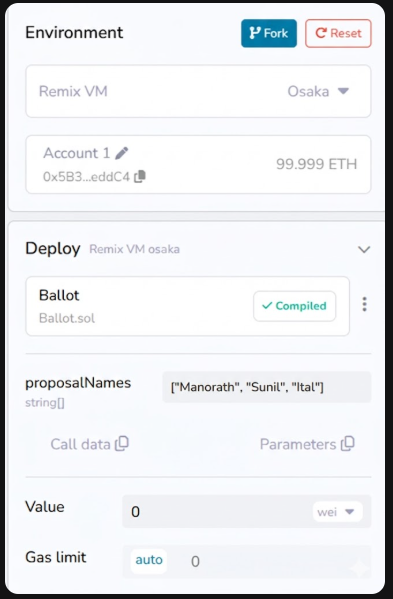 Environment
Fork
Reset
Remix VM
Osaka
Account 1
0x5B3...eddC4
99.999 ETH
Deploy Remix VM osaka
Ballot
Ballot.sol
Compiled
proposalNames
string[]
["Manorath", "Sunil", "Ital"]
Call data
Parameters
Value
0
wei
Gas limit
auto
0